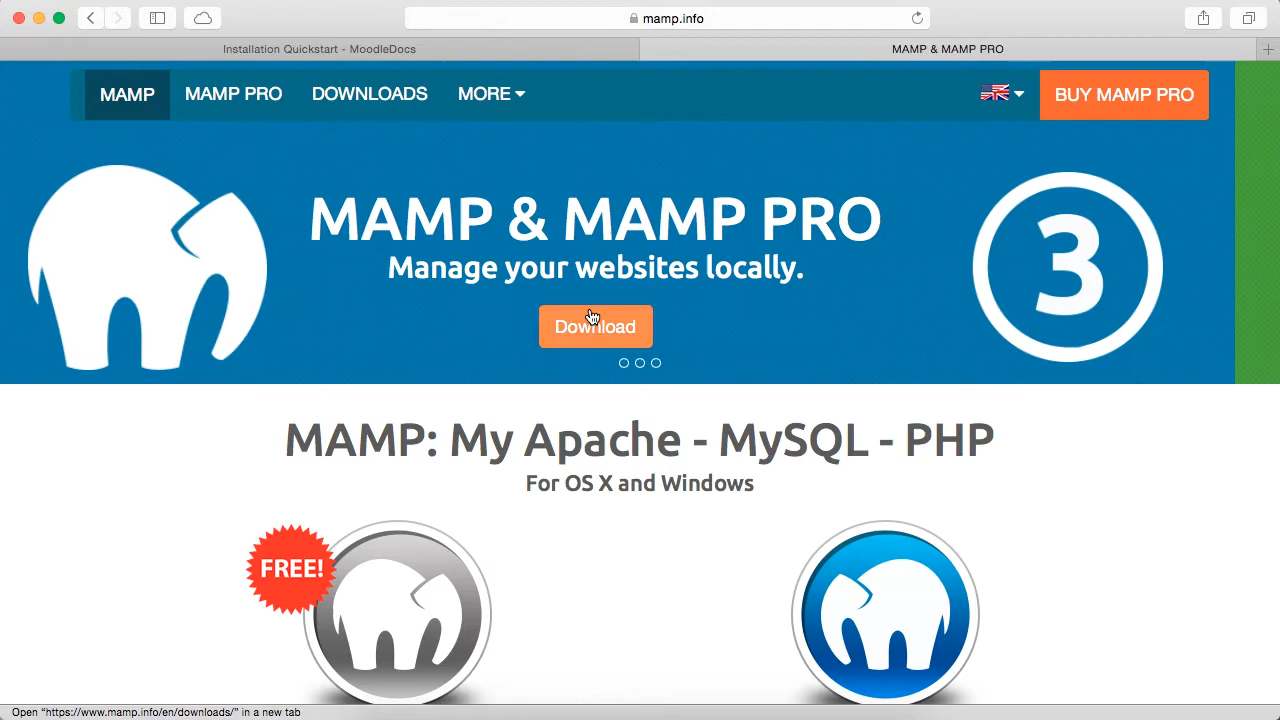 mamp.info
Installation Quickstart - MoodleDocs
MAMP & MAMP PRO
MAMP
MAMP PRO
DOWNLOADS
MORE
BUY MAMP PRO
MAMP & MAMP PRO
Manage your websites locally.
3
Download
MAMP: My Apache - MySQL - PHP
For OS X and Windows
FREE!
Open “https://www.mamp.info/en/downloads/” in a new tab